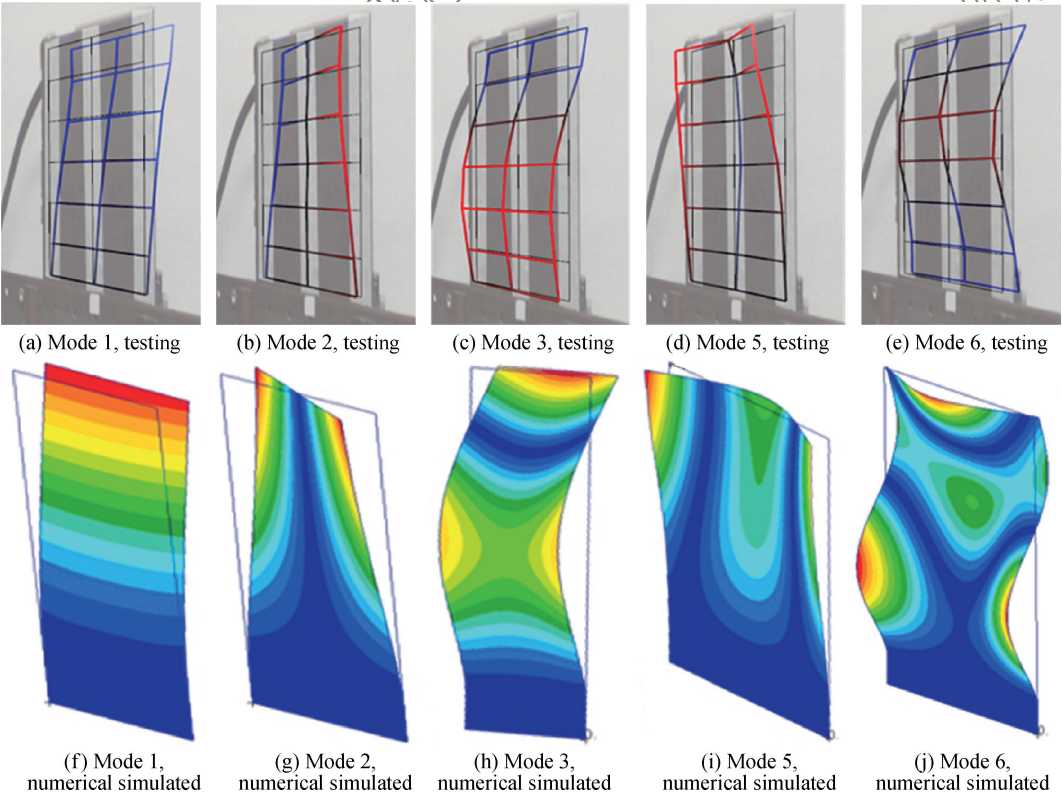 (a) Mode 1, testing
(b) Mode 2, testing
(c) Mode 3, testing
(d) Mode 5, testing
(e) Mode 6, testing
(f) Mode 1,
numerical simulated
(g) Mode 2,
numerical simulated
(h) Mode 3,
numerical simulated
(i) Mode 5,
numerical simulated
(j) Mode 6,
numerical simulated